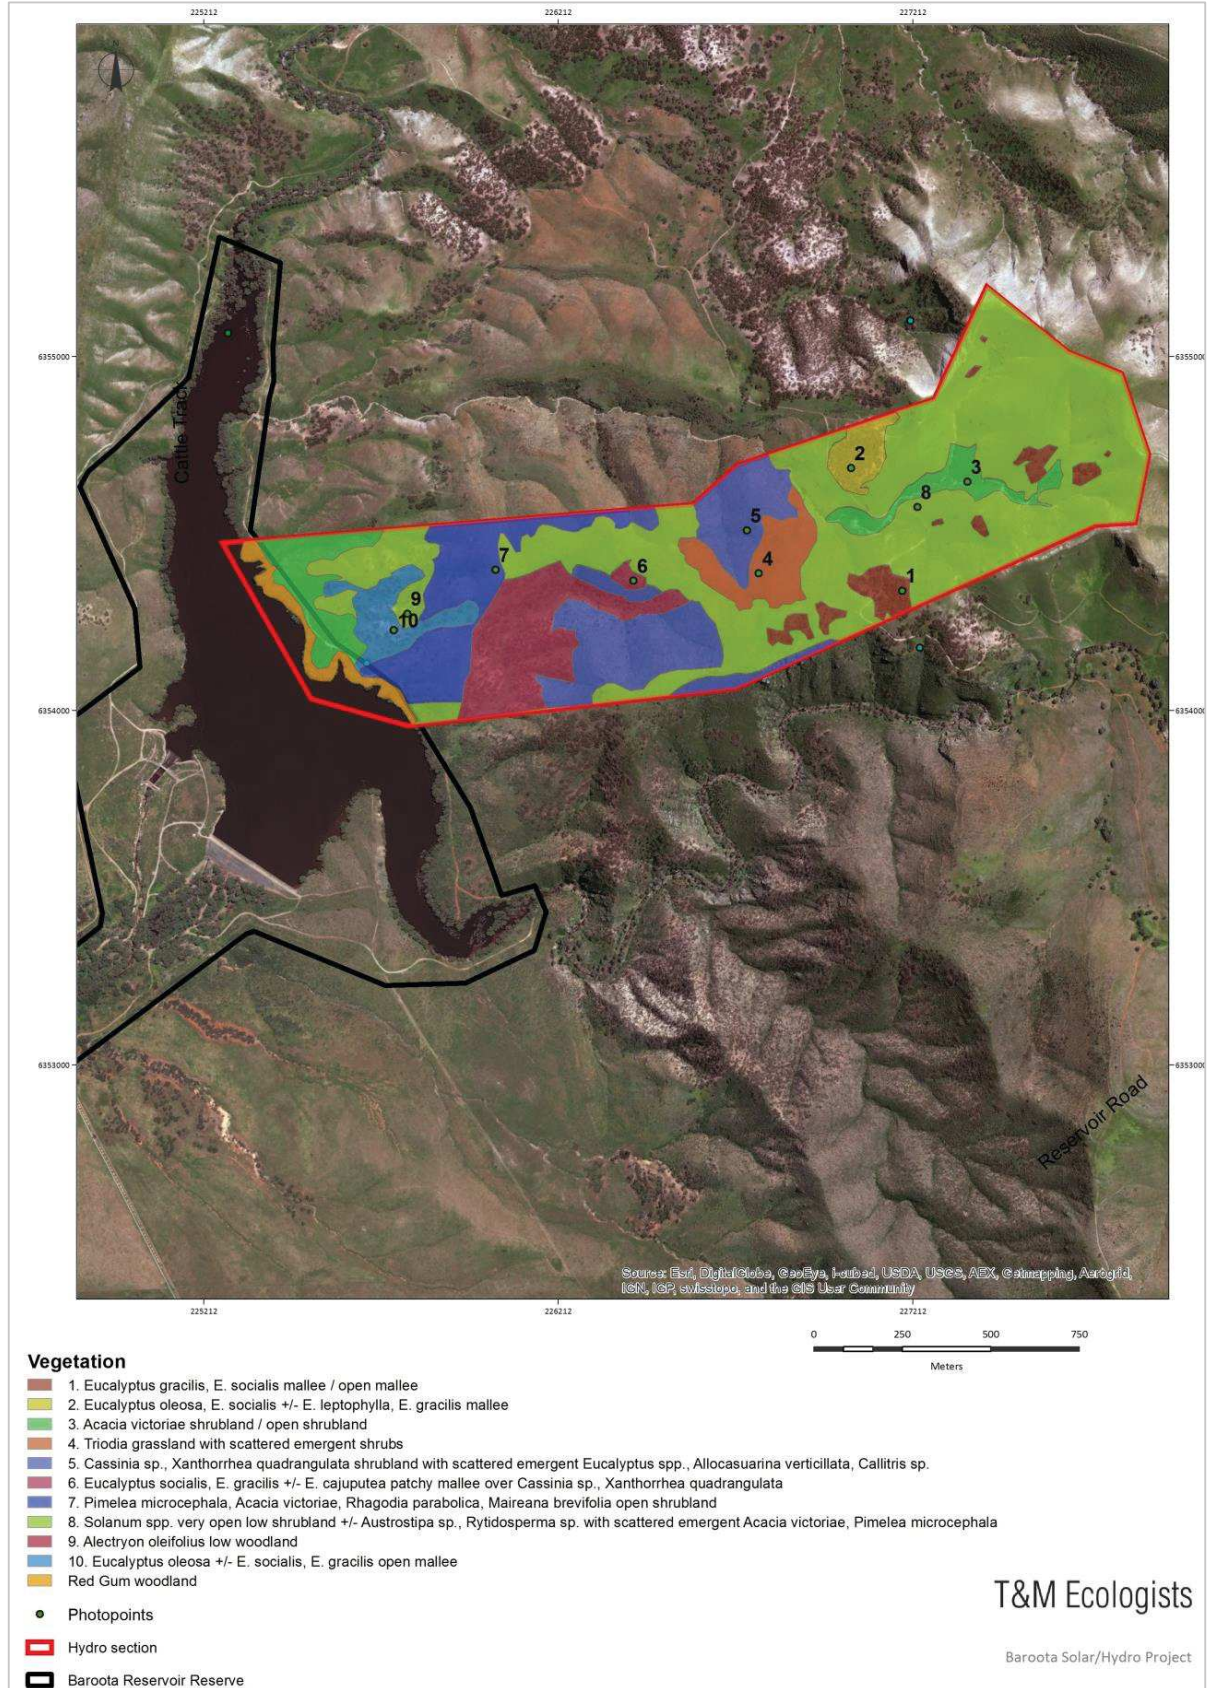 225212 226212 227212
N
6355000 6355000
Cattle Track
2
3
8
5
7
4
6
1
9
10
6354000 6354000
6353000 6353000
Reservoir Road
Source: Esri, DigitalGlobe, GeoEye, i-cubed, USDA, USGS, AEX, Getmapping, Aerogrid,
IGN, IGP, swisstopo, and the GIS User Community
225212 226212 227212
0 250 500 750
Meters
Vegetation
1. Eucalyptus gracilis, E. socialis mallee / open mallee
2. Eucalyptus oleosa, E. socialis +/- E. leptophylla, E. gracilis mallee
3. Acacia victoriae shrubland / open shrubland
4. Triodia grassland with scattered emergent shrubs
5. Cassinia sp., Xanthorrhea quadrangulata shrubland with scattered emergent Eucalyptus spp., Allocasuarina verticillata, Callitris sp.
6. Eucalyptus socialis, E. gracilis +/- E. cajuputea patchy mallee over Cassinia sp., Xanthorrhea quadrangulata
7. Pimelea microcephala, Acacia victoriae, Rhagodia parabolica, Maireana brevifolia open shrubland
8. Solanum spp. very open low shrubland +/- Austrostipa sp., Rytidosperma sp. with scattered emergent Acacia victoriae, Pimelea microcephala
9. Alectryon oleifolius low woodland
10. Eucalyptus oleosa +/- E. socialis, E. gracilis open mallee
Red Gum woodland
Photopoints
Hydro section
Baroota Reservoir Reserve
T&M Ecologists
Baroota Solar/Hydro Project